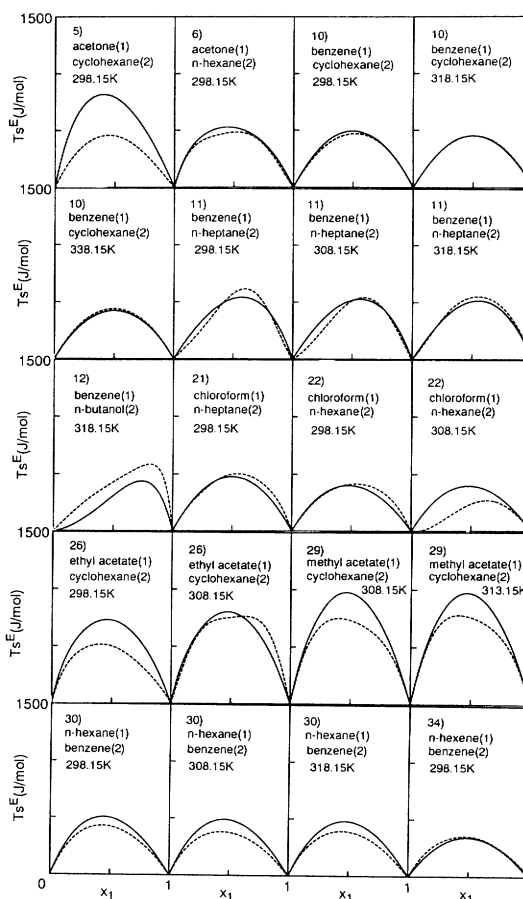 1500
5)
acetone(1)
cyclohexane(2)
298.15K
6)
acetone(1)
n-hexane(2)
298.15K
10)
benzene(1)
cyclohexane(2)
298.15K
10)
benzene(1)
cyclohexane(2)
318.15K
Ts^E(J/mol)
1500
10)
benzene(1)
cyclohexane(2)
338.15K
11)
benzene(1)
n-heptane(2)
298.15K
11)
benzene(1)
n-heptane(2)
308.15K
11)
benzene(1)
n-heptane(2)
318.15K
Ts^E(J/mol)
1500
12)
benzene(1)
n-butanol(2)
318.15K
21)
chloroform(1)
n-heptane(2)
298.15K
22)
chloroform(1)
n-hexane(2)
298.15K
22)
chloroform(1)
n-hexane(2)
308.15K
Ts^E(J/mol)
1500
26)
ethyl acetate(1)
cyclohexane(2)
298.15K
26)
ethyl acetate(1)
cyclohexane(2)
308.15K
29)
methyl acetate(1)
cyclohexane(2)
308.15K
29)
methyl acetate(1)
cyclohexane(2)
313.15K
Ts^E(J/mol)
1500
30)
n-hexane(1)
benzene(2)
298.15K
30)
n-hexane(1)
benzene(2)
308.15K
30)
n-hexane(1)
benzene(2)
318.15K
34)
n-hexene(1)
benzene(2)
298.15K
Ts^E(J/mol)
0 x₁ 1 x₁ 1 x₁ 1 x₁